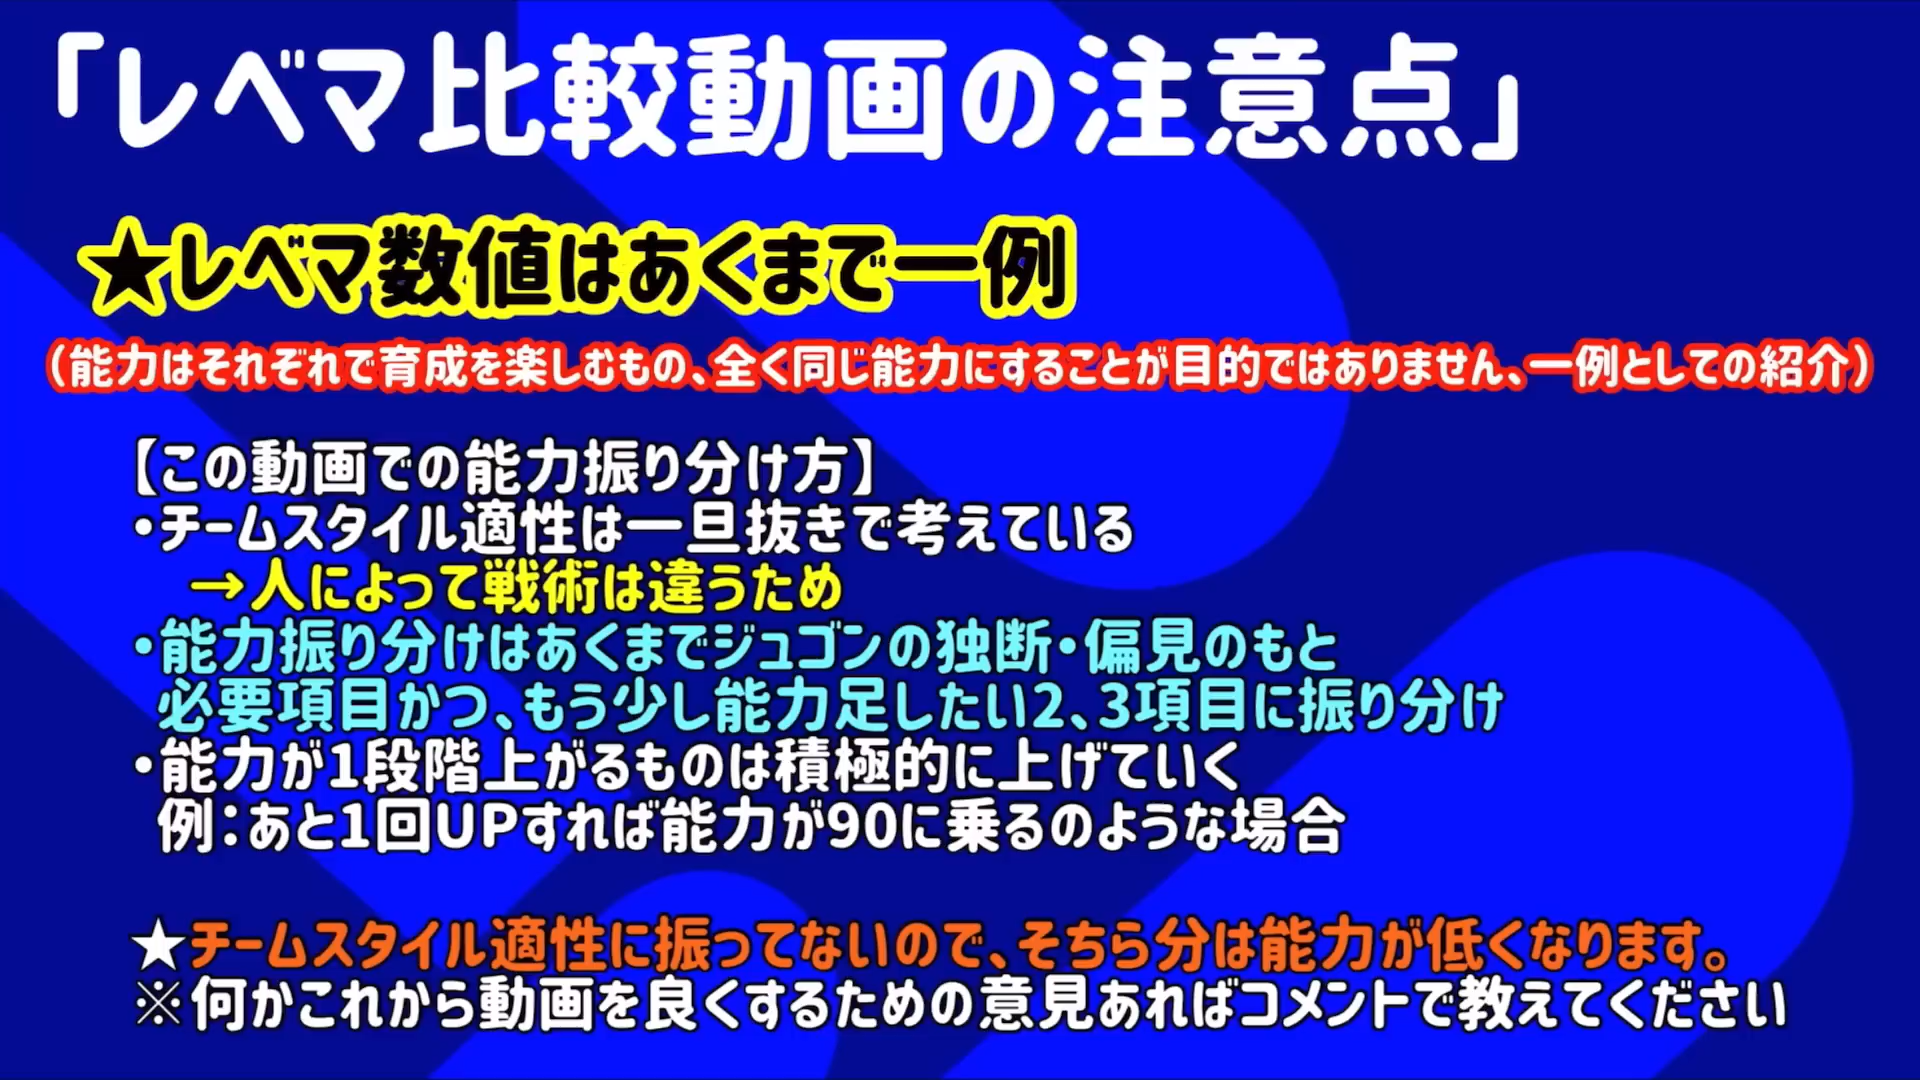 「レベマ比較動画の注意点」
★レベマ数値はあくまで一例
（能力はそれぞれで育成を楽しむもの、全く同じ能力にすることが目的ではありません、一例としての紹介）
【この動画での能力振り分け方】
・チームスタイル適性は一旦抜きで考えている
→人によって戦術は違うため
・能力振り分けはあくまでジュゴンの独断・偏見のもと
必要項目かつ、もう少し能力足したい2、3項目に振り分け
・能力が1段階上がるものは積極的に上げていく
例：あと1回UPすれば能力が90に乗るのような場合
★チームスタイル適性に振ってないので、そちら分は能力が低くなります。
※何かこれから動画を良くするための意見あればコメントで教えてください